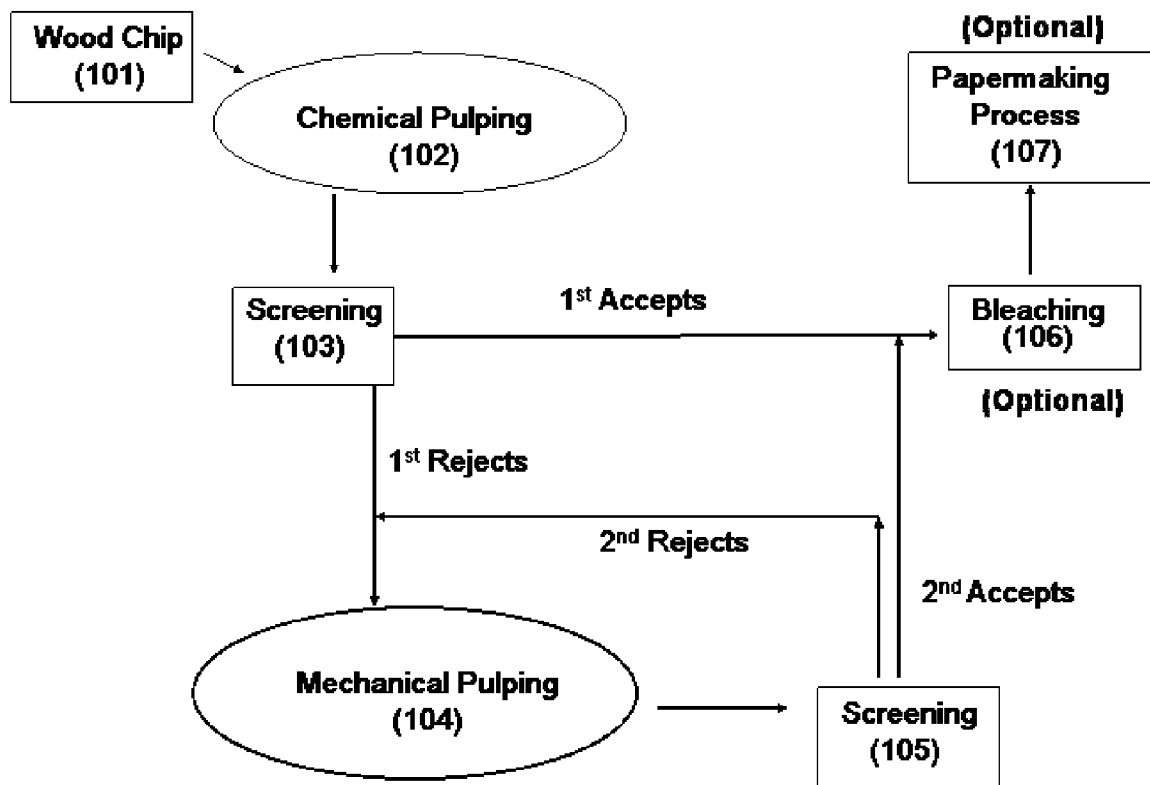 Wood Chip
(101)
Chemical Pulping
(102)
(Optional)
Papermaking
Process
(107)
Screening
(103)
1st Accepts
Bleaching
(106)
(Optional)
1st Rejects
2nd Rejects
2nd Accepts
Mechanical Pulping
(104)
Screening
(105)